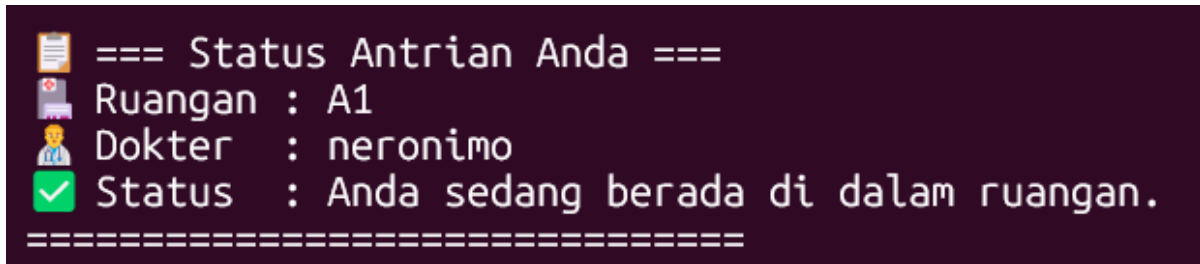 📋 === Status Antrian Anda ===
🏥 Ruangan : A1
👨‍⚕️ Dokter  : neronimo
✅ Status  : Anda sedang berada di dalam ruangan.
===============================